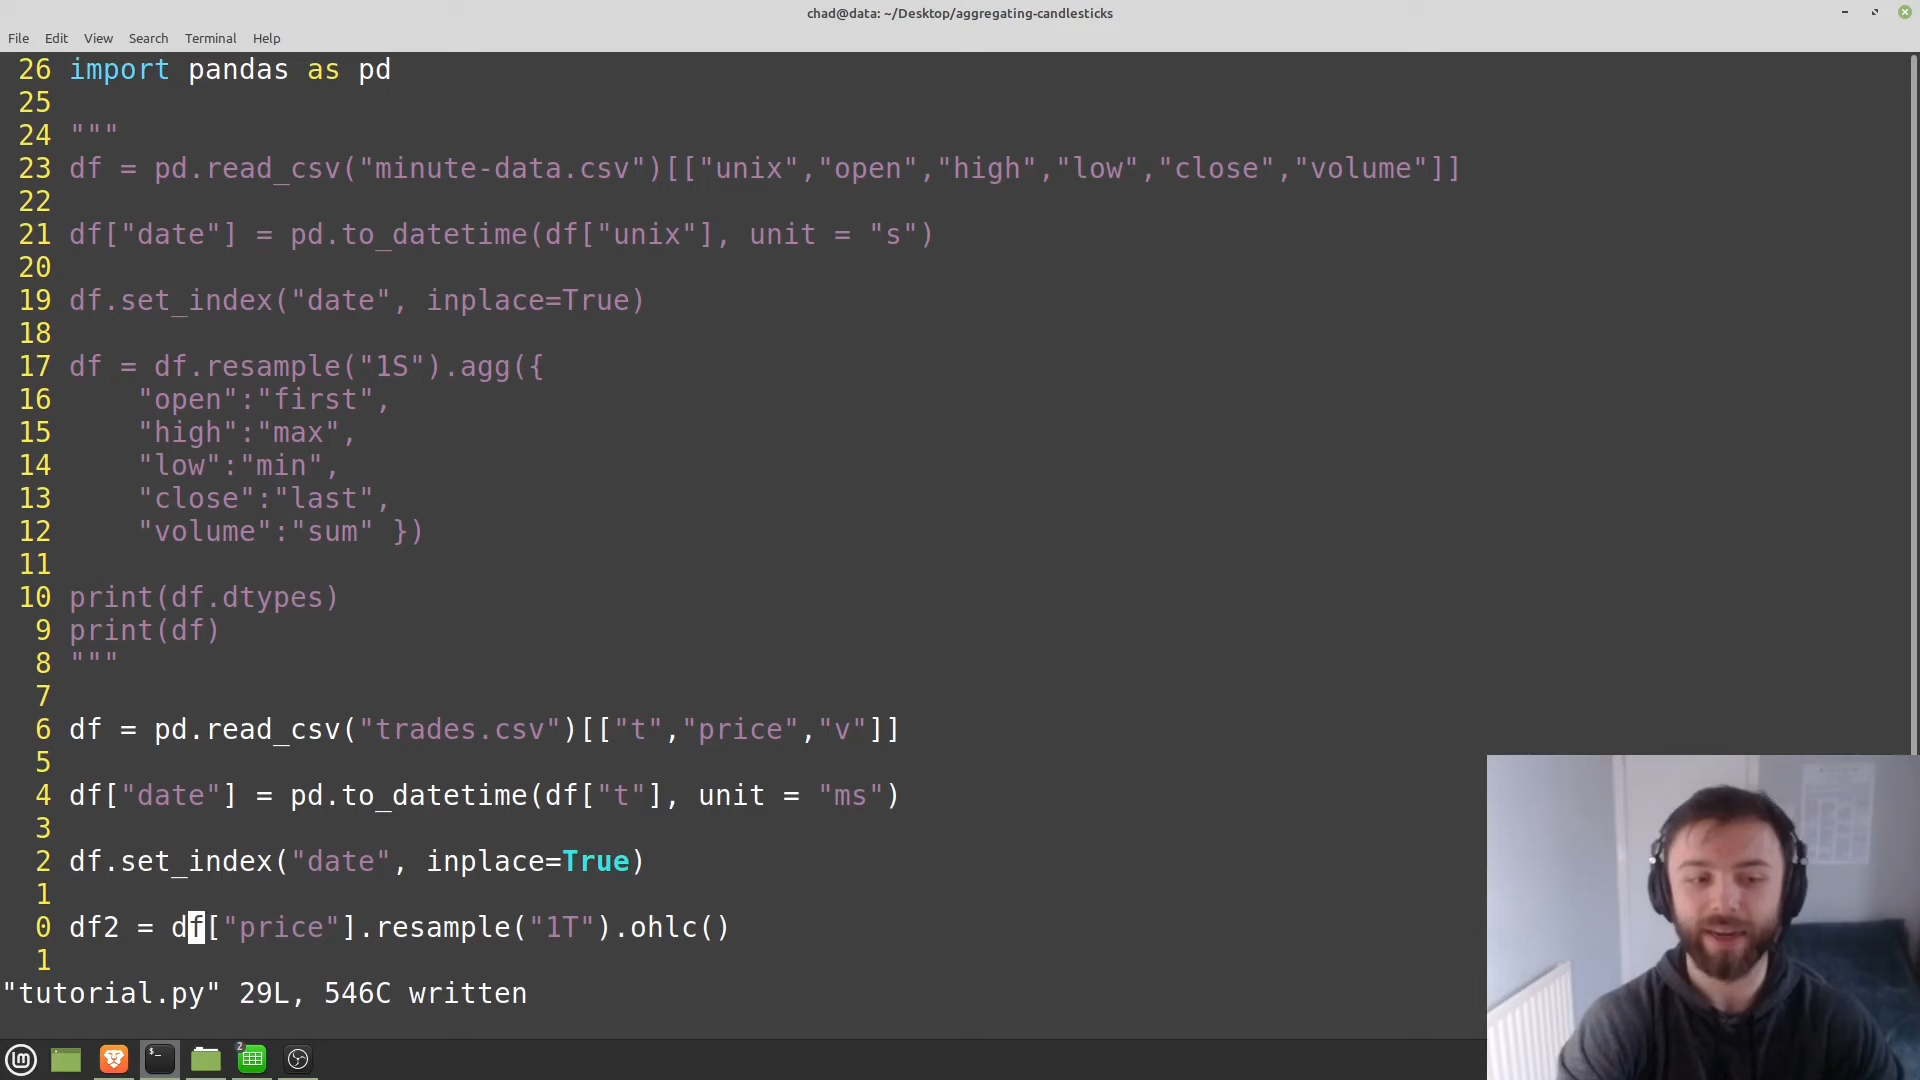 chad@data: ~/Desktop/aggregating-candlesticks
File Edit View Search Terminal Help
26 import pandas as pd
25
24 """
23 df = pd.read_csv("minute-data.csv")[["unix","open","high","low","close","volume"]]
22
21 df["date"] = pd.to_datetime(df["unix"], unit = "s")
20
19 df.set_index("date", inplace=True)
18
17 df = df.resample("1S").agg({
16     "open":"first",
15     "high":"max",
14     "low":"min",
13     "close":"last",
12     "volume":"sum" })
11
10 print(df.dtypes)
9 print(df)
8 """
7
6 df = pd.read_csv("trades.csv")[["t","price","v"]]
5
4 df["date"] = pd.to_datetime(df["t"], unit = "ms")
3
2 df.set_index("date", inplace=True)
1
0 df2 = df["price"].resample("1T").ohlc()
1
"tutorial.py" 29L, 546C written
2